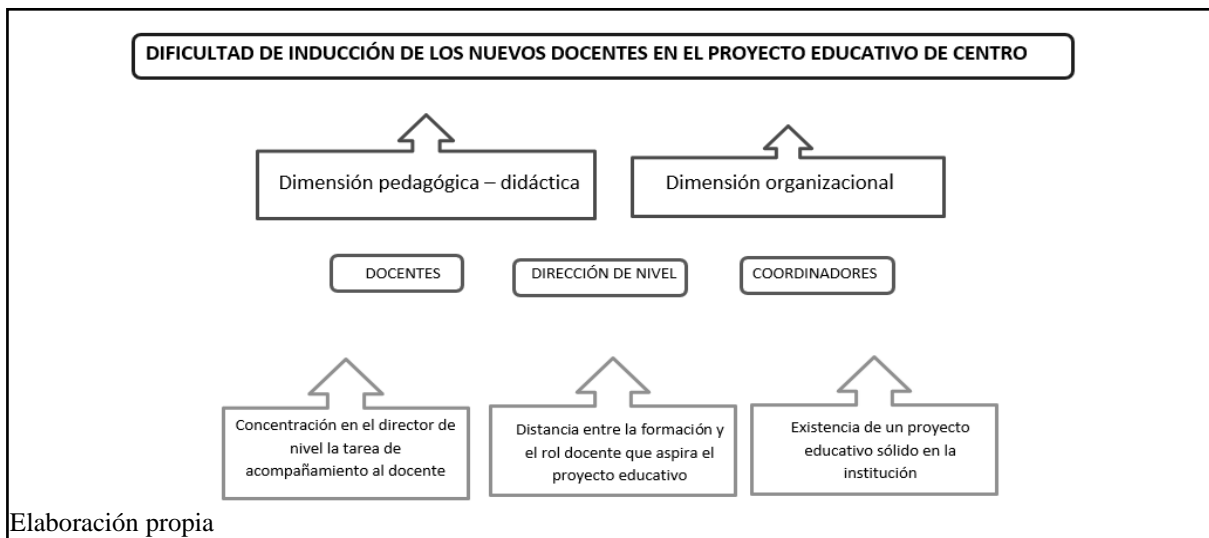 DIFICULTAD DE INDUCCIÓN DE LOS NUEVOS DOCENTES EN EL PROYECTO EDUCATIVO DE CENTRO
Dimensión pedagógica – didáctica
Dimensión organizacional
DOCENTES
DIRECCIÓN DE NIVEL
COORDINADORES
Concentración en el director de
nivel la tarea de
acompañamiento al docente
Distancia entre la formación y
el rol docente que aspira el
proyecto educativo
Existencia de un proyecto
educativo sólido en la
institución
Elaboración propia